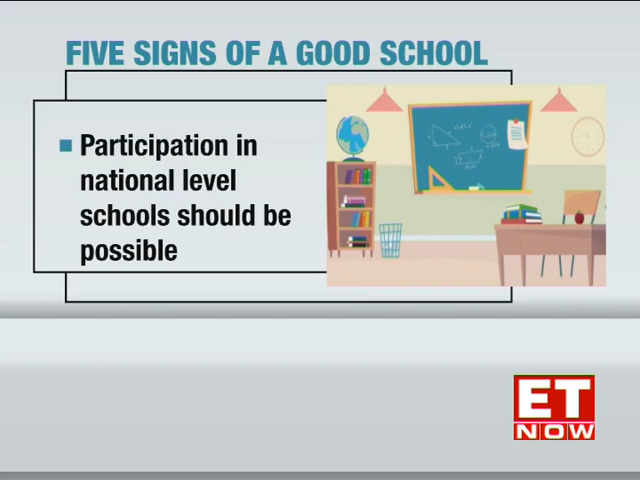 FIVE SIGNS OF A GOOD SCHOOL
Participation in
national level
schools should be
possible
ET
NOW